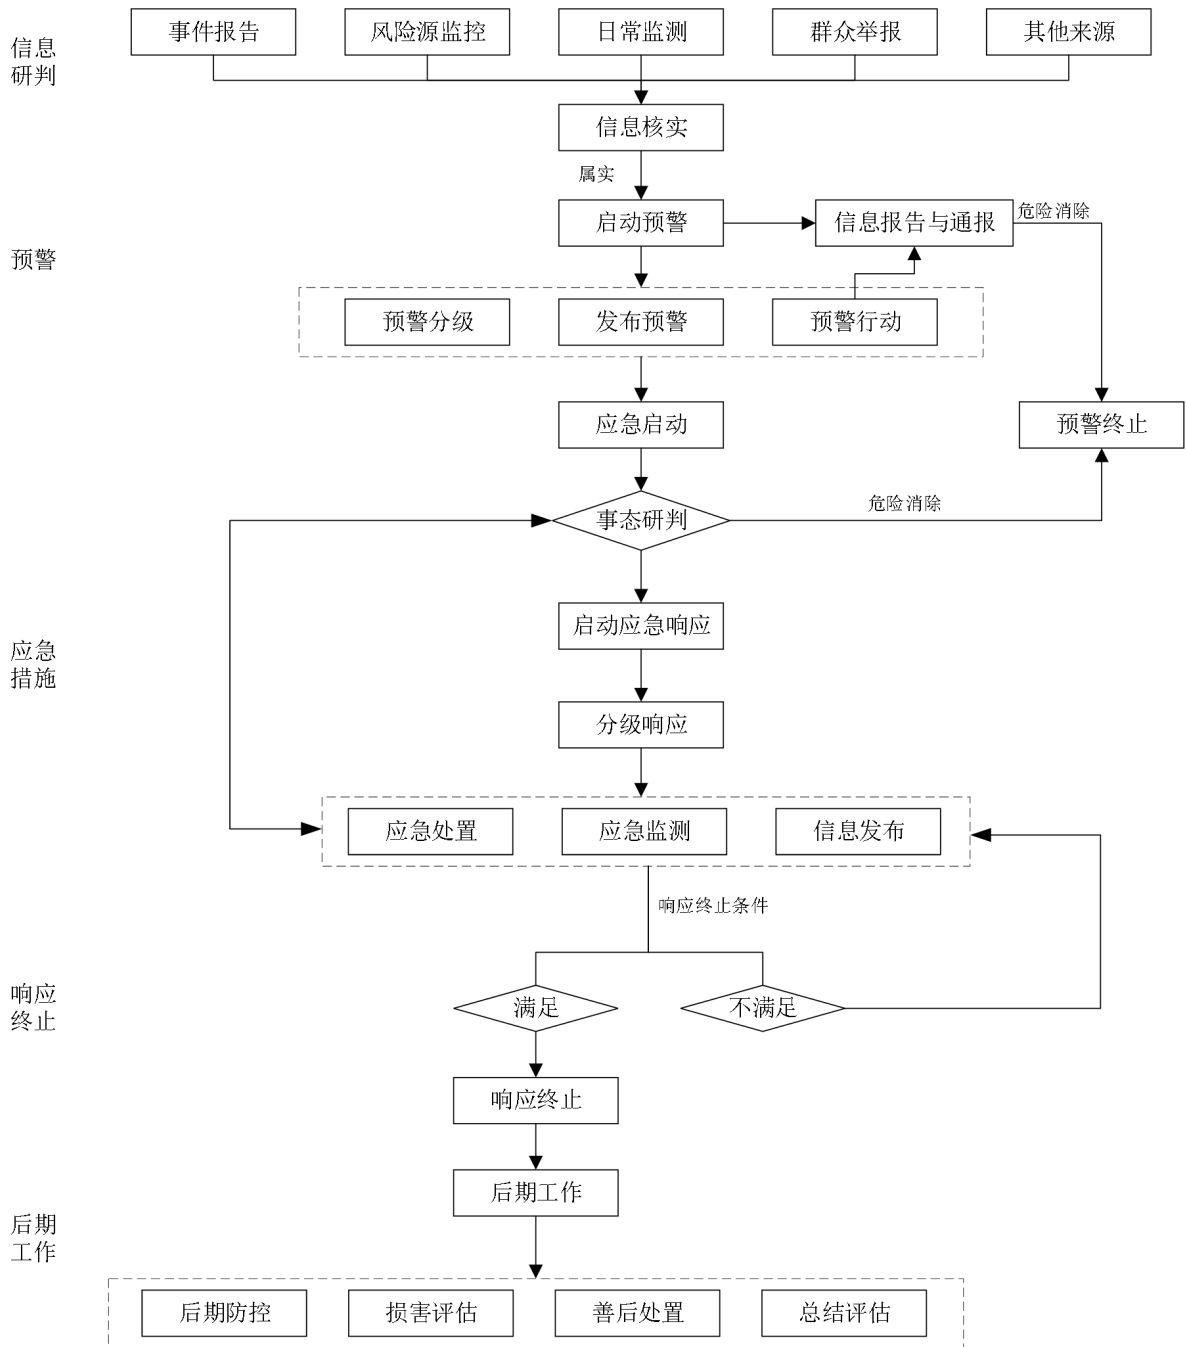 事件报告
风险源监控
日常监测
群众举报
其他来源
信息
研判
信息核实
属实
启动预警
信息报告与通报
危险消除
预警
预警分级
发布预警
预警行动
应急启动
预警终止
事态研判
危险消除
启动应急响应
应急
措施
分级响应
应急处置
应急监测
信息发布
响应终止条件
响应
终止
满足
不满足
响应终止
后期工作
后期
工作
后期防控
损害评估
善后处置
总结评估